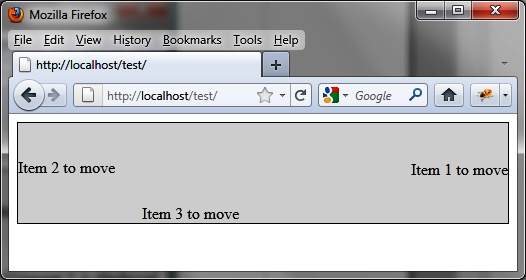 Mozilla Firefox
File Edit View History Bookmarks Tools Help
http://localhost/test/
http://localhost/test/ Google
Item 2 to move Item 1 to move
Item 3 to move